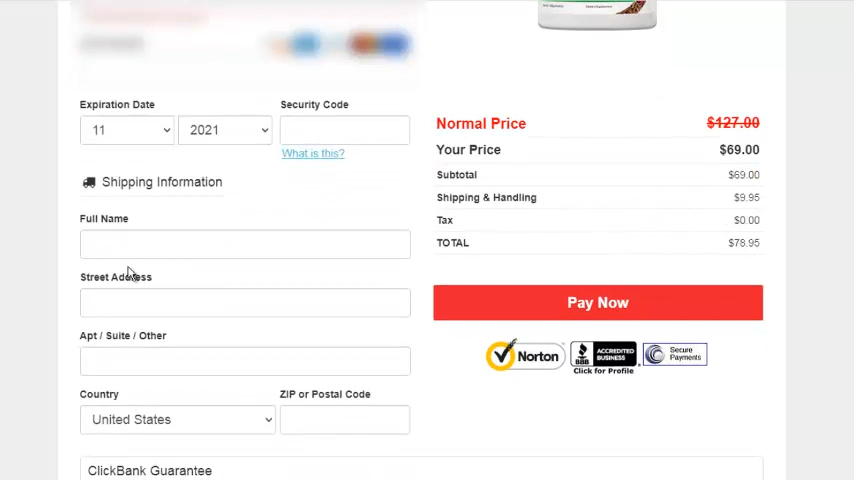 Expiration Date
Security Code
11
2021
What is this?
Shipping Information
Full Name
Street Address
Apt / Suite / Other
Country
ZIP or Postal Code
United States
ClickBank Guarantee
Normal Price $127.00
Your Price $69.00
Subtotal $69.00
Shipping & Handling $9.95
Tax $0.00
TOTAL $78.95
Pay Now
Norton
BBB ACCREDITED BUSINESS
Click for Profile
Secure Payments